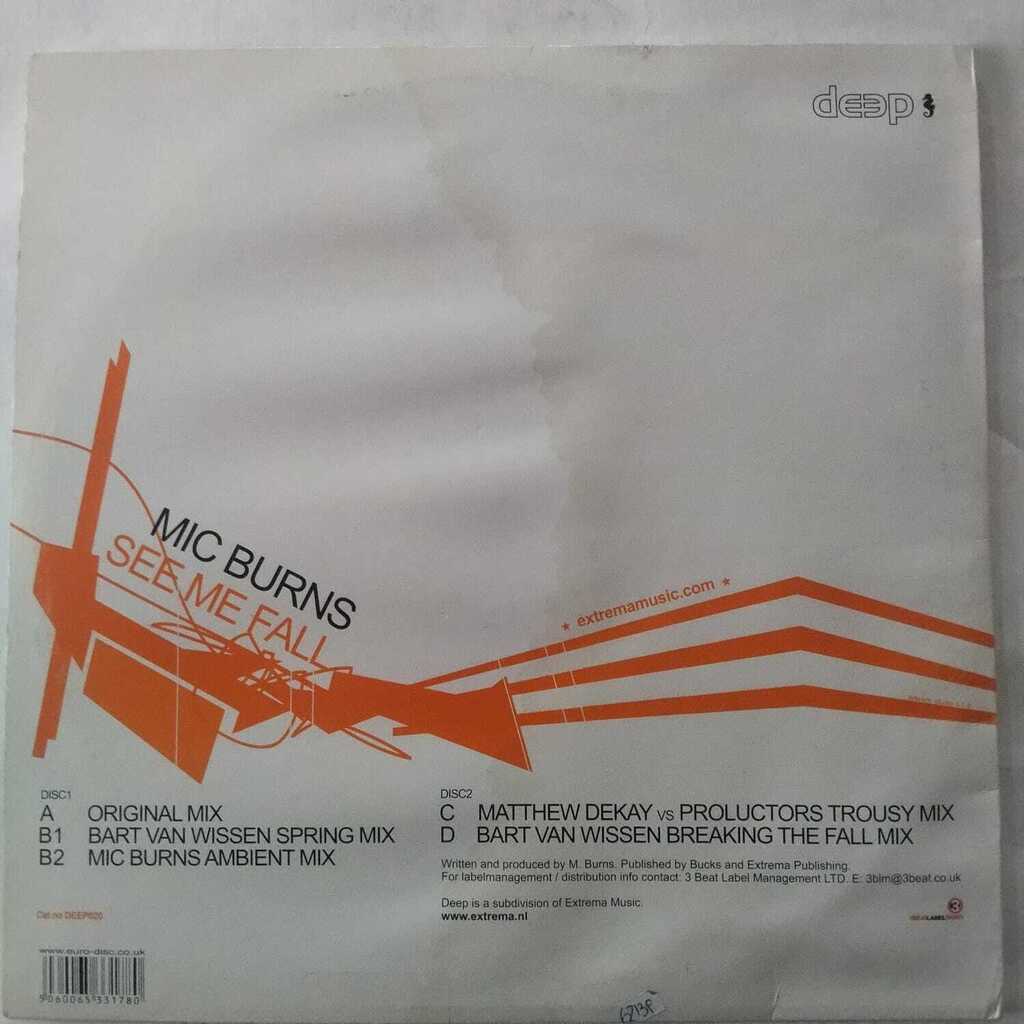 deep
MIC BURNS
SEE ME FALL
* extremamusic.com *
DISC1
A ORIGINAL MIX
B1 BART VAN WISSEN SPRING MIX
B2 MIC BURNS AMBIENT MIX
DISC2
C MATTHEW DEKAY vs PROLUCTORS TROUSY MIX
D BART VAN WISSEN BREAKING THE FALL MIX
Written and produced by M. Burns. Published by Bucks and Extrema Publishing.
For labelmanagement / distribution info contact: 3 Beat Label Management LTD. E: 3blm@3beat.co.uk
Deep is a subdivision of Extrema Music.
www.extrema.nl
Cat.no DEEP020
3
www.euro-disc.co.uk
5060065331780